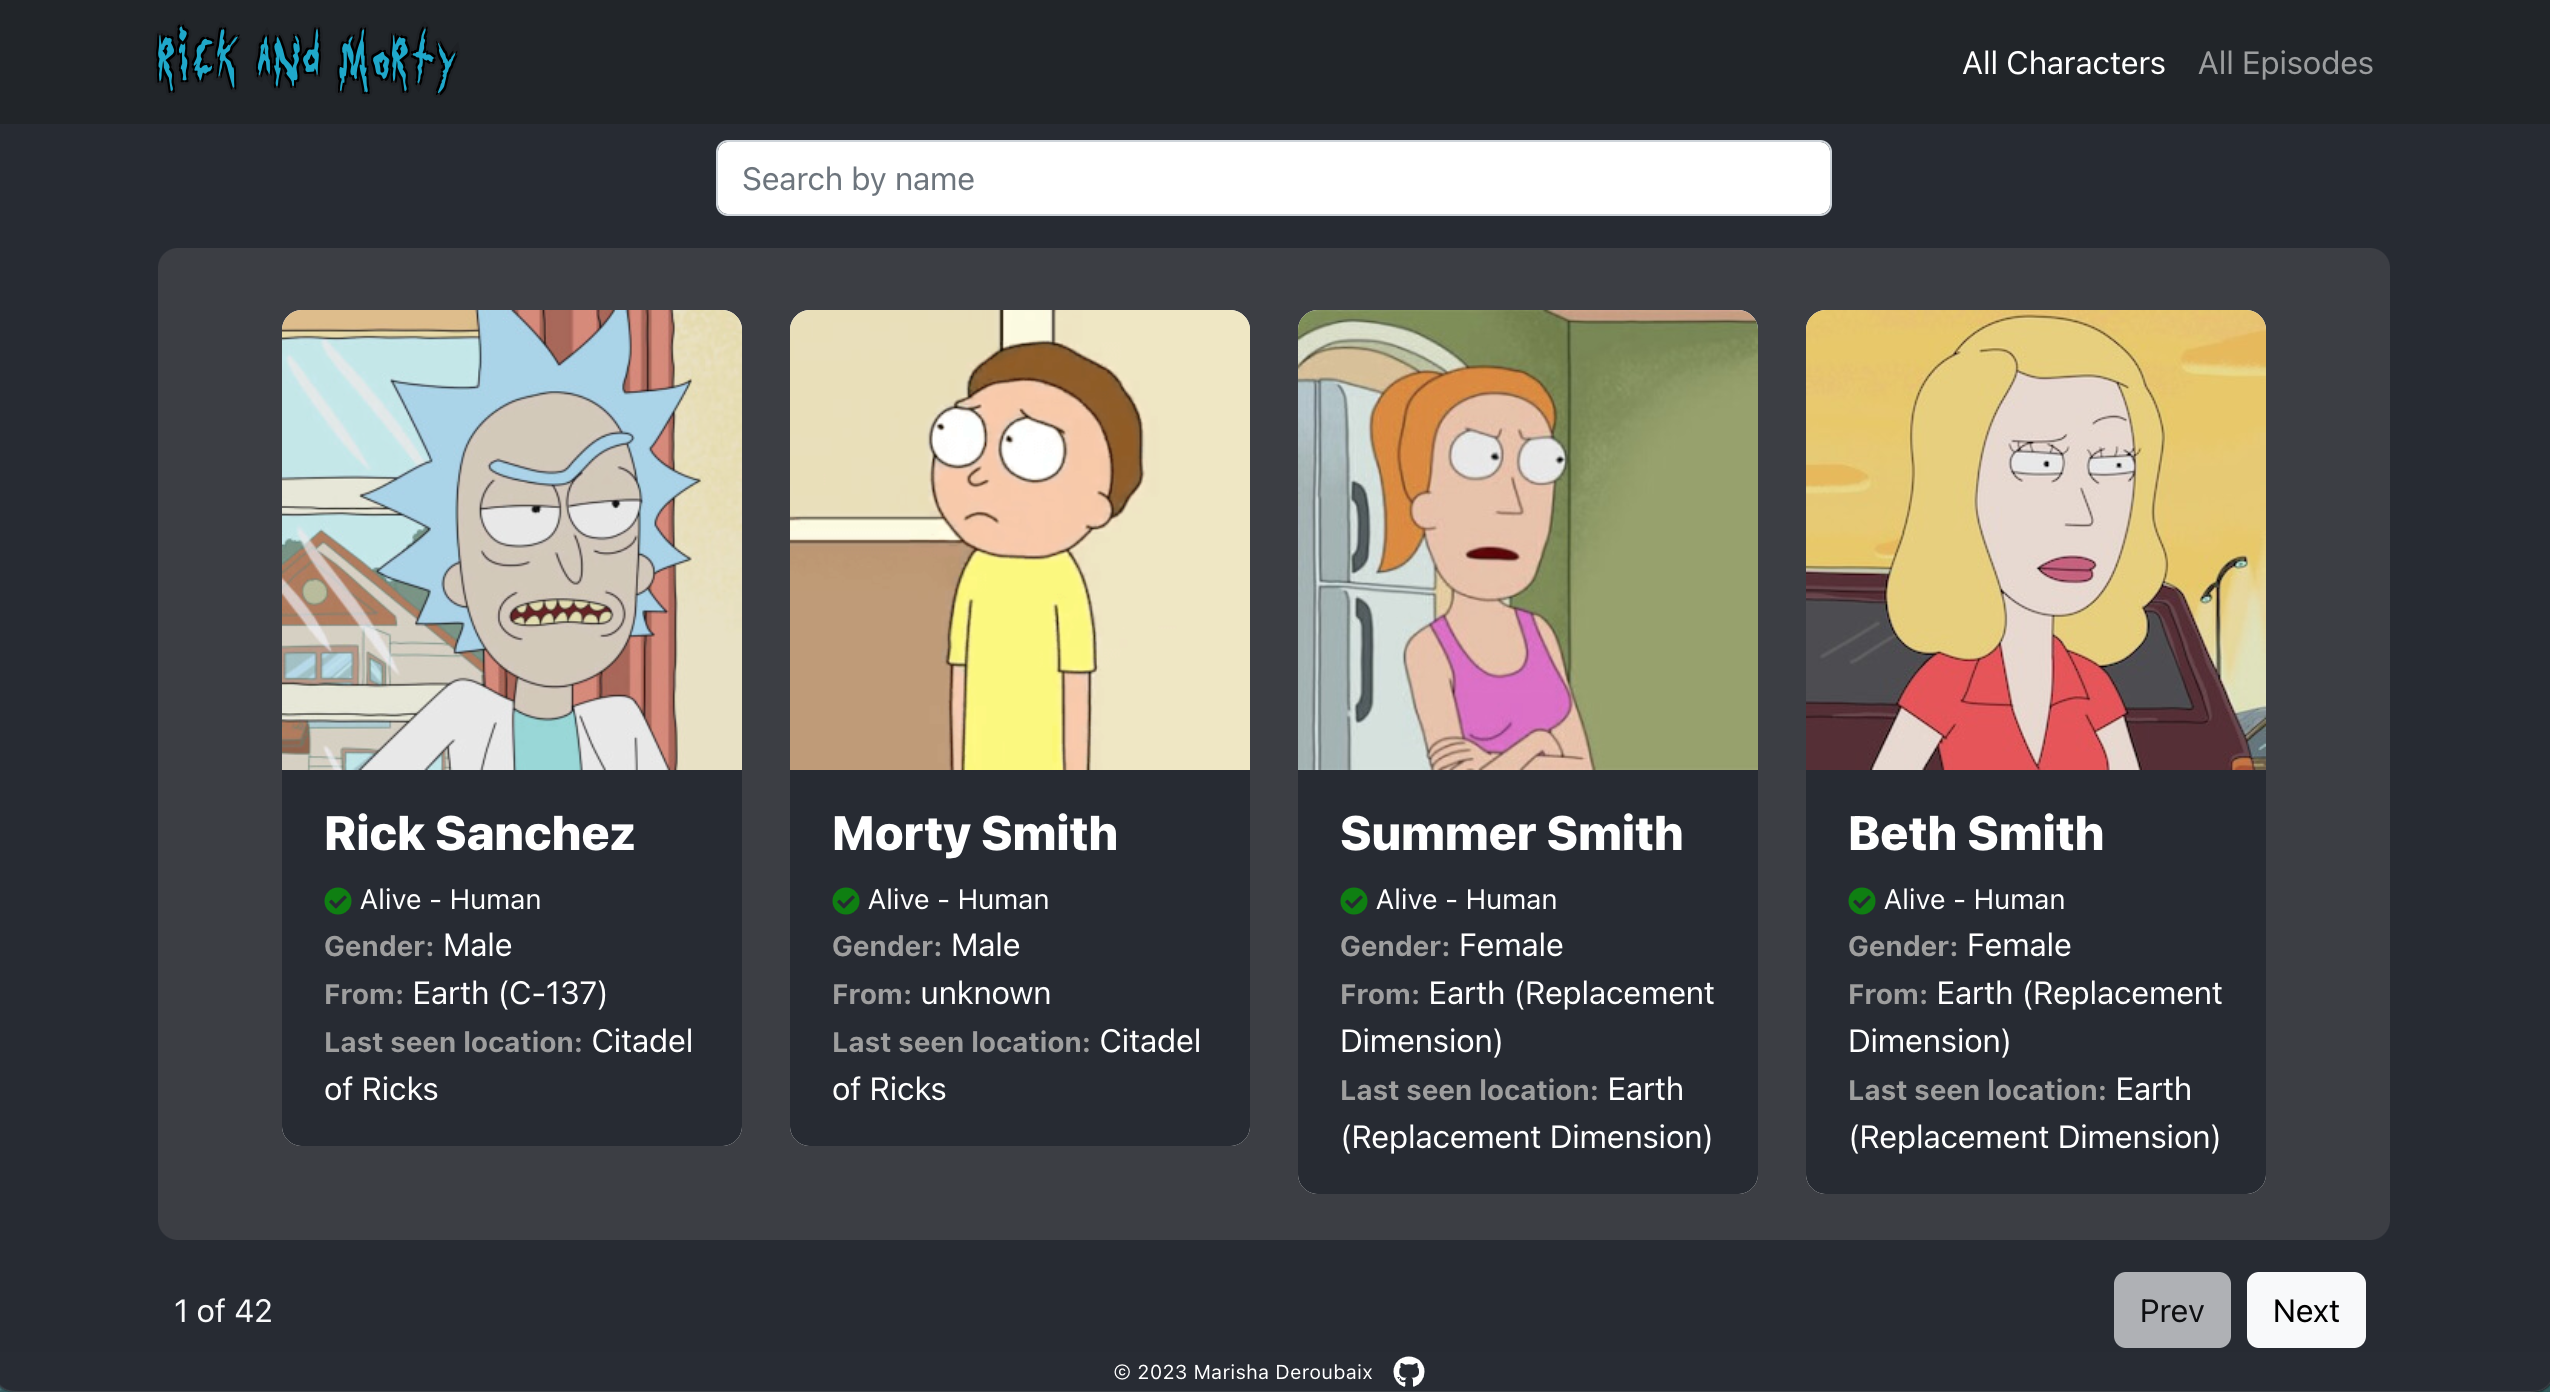 Rick and Morty
All Characters
All Episodes
Search by name
Rick Sanchez
Alive - Human
Gender: Male
From: Earth (C-137)
Last seen location: Citadel
of Ricks
Morty Smith
Alive - Human
Gender: Male
From: unknown
Last seen location: Citadel
of Ricks
Summer Smith
Alive - Human
Gender: Female
From: Earth (Replacement
Dimension)
Last seen location: Earth
(Replacement Dimension)
Beth Smith
Alive - Human
Gender: Female
From: Earth (Replacement
Dimension)
Last seen location: Earth
(Replacement Dimension)
1 of 42
Prev
Next
© 2023 Marisha Deroubaix